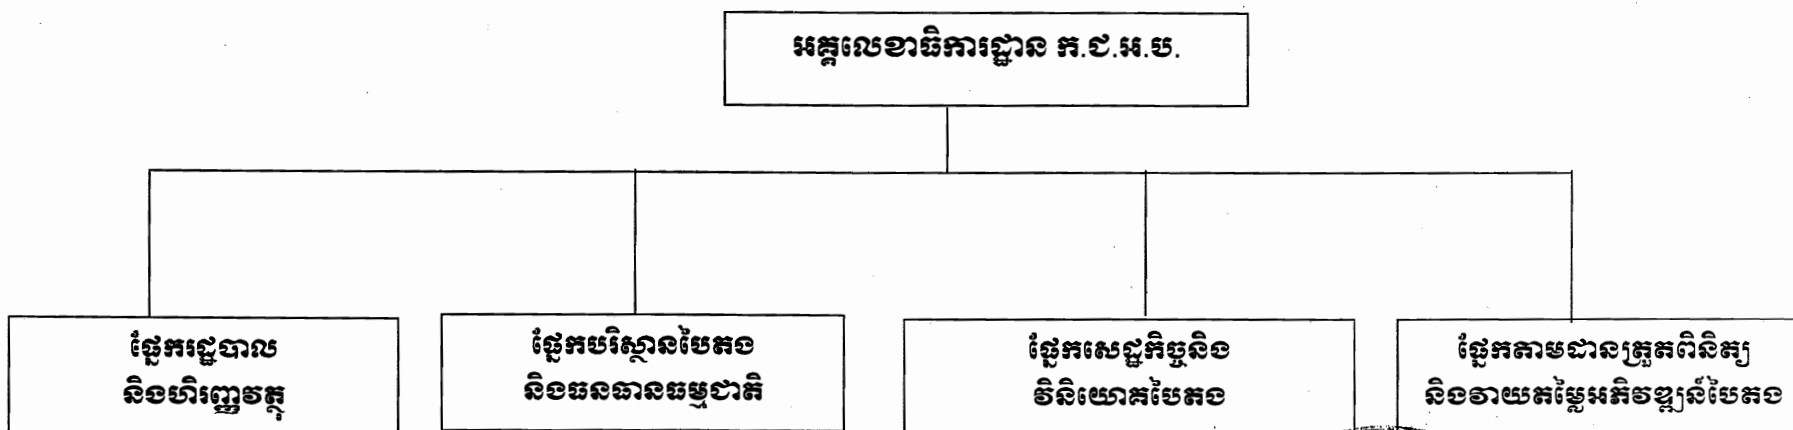 អគ្គលេខាធិការដ្ឋាន ក.ជ.អ.ប.
ផ្នែករដ្ឋបាល
និងហិរញ្ញវត្ថុ
ផ្នែកបរិស្ថានបៃតង
និងធនធានធម្មជាតិ
ផ្នែកសេដ្ឋកិច្ចនិង
វិនិយោគបៃតង
ផ្នែកតាមដានត្រួតពិនិត្យ
និងវាយតម្លៃអភិវឌ្ឍន៍បៃតង